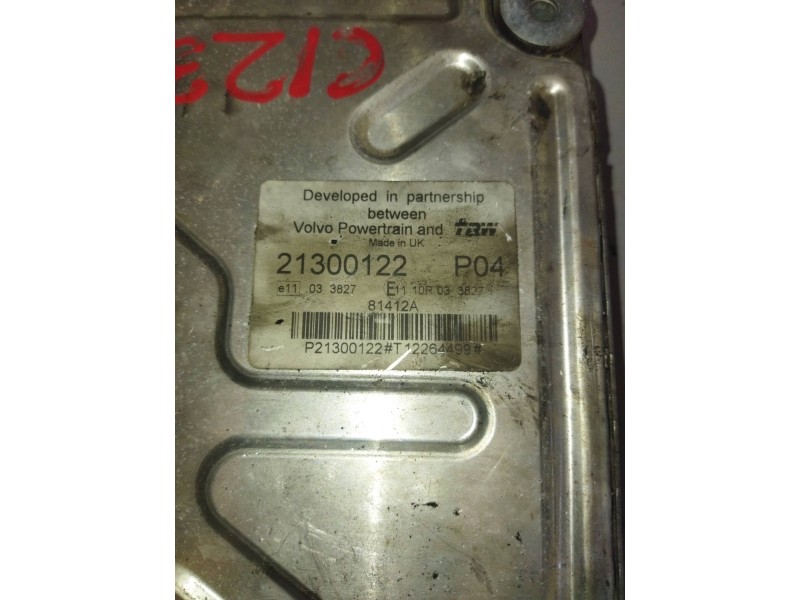 C123
Developed in partnership
between
Volvo Powertrain and TRW
Made in UK
21300122 P04
e11 03 3827 E11 10R 03 3827
81412A
P21300122#T12264499#